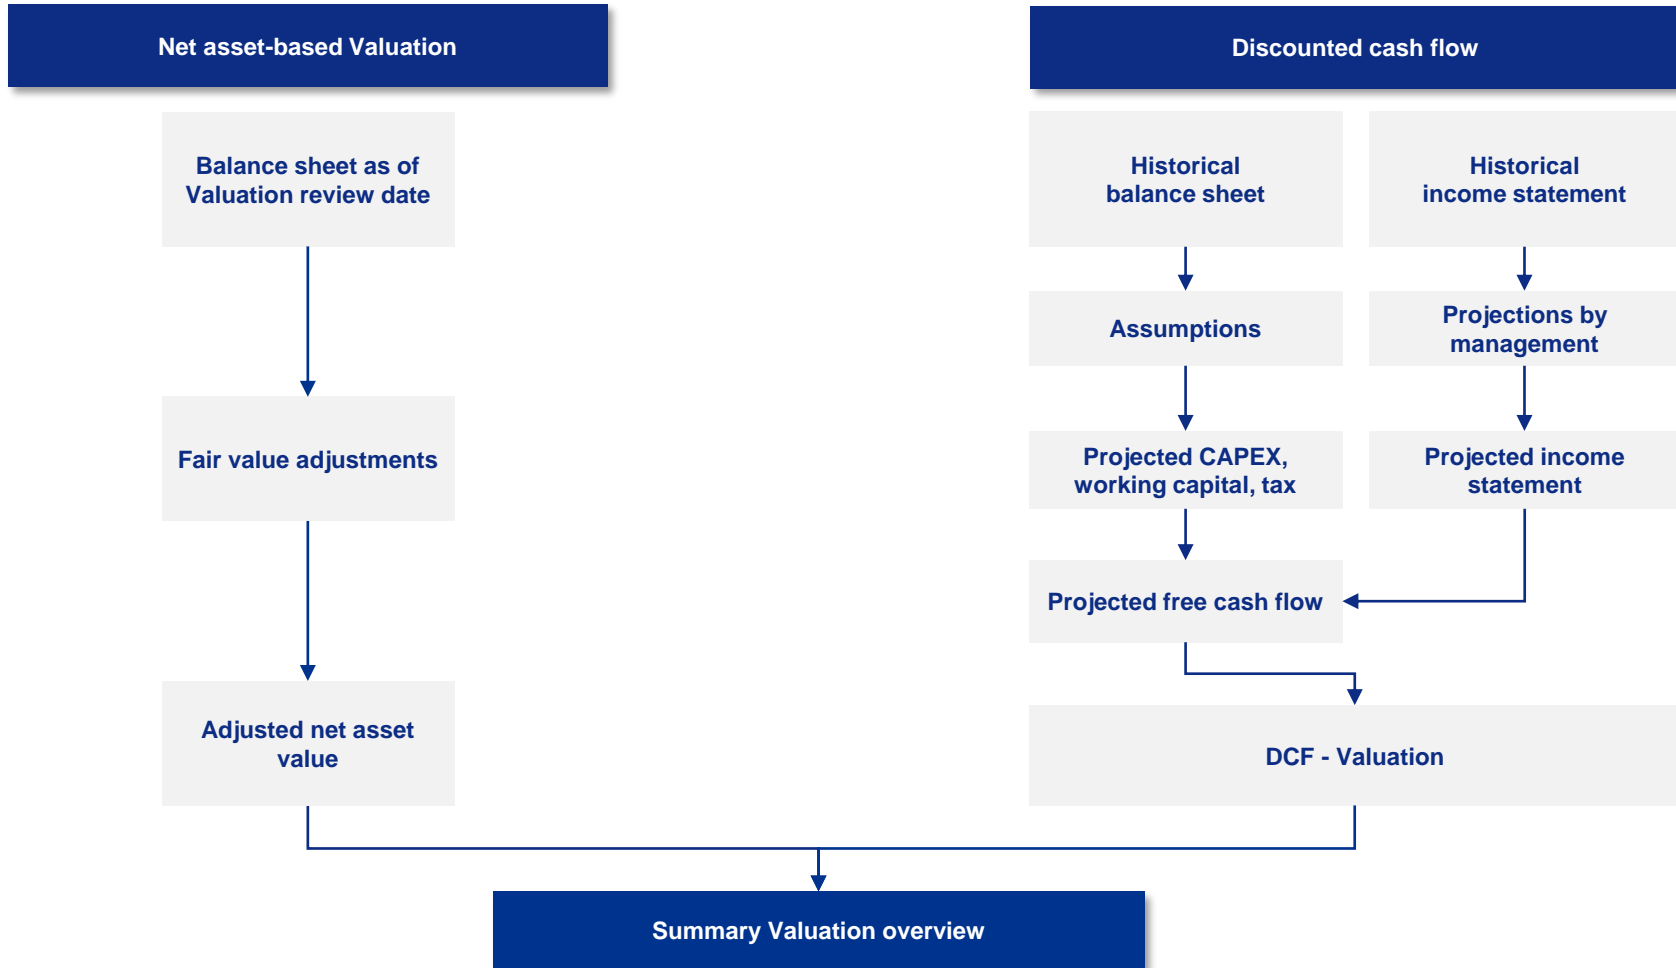 Net asset-based Valuation
Balance sheet as of
Valuation review date
Fair value adjustments
Adjusted net asset
value
Discounted cash flow
Historical
balance sheet
Historical
income statement
Assumptions
Projections by
management
Projected CAPEX,
working capital, tax
Projected income
statement
Projected free cash flow
DCF - Valuation
Summary Valuation overview